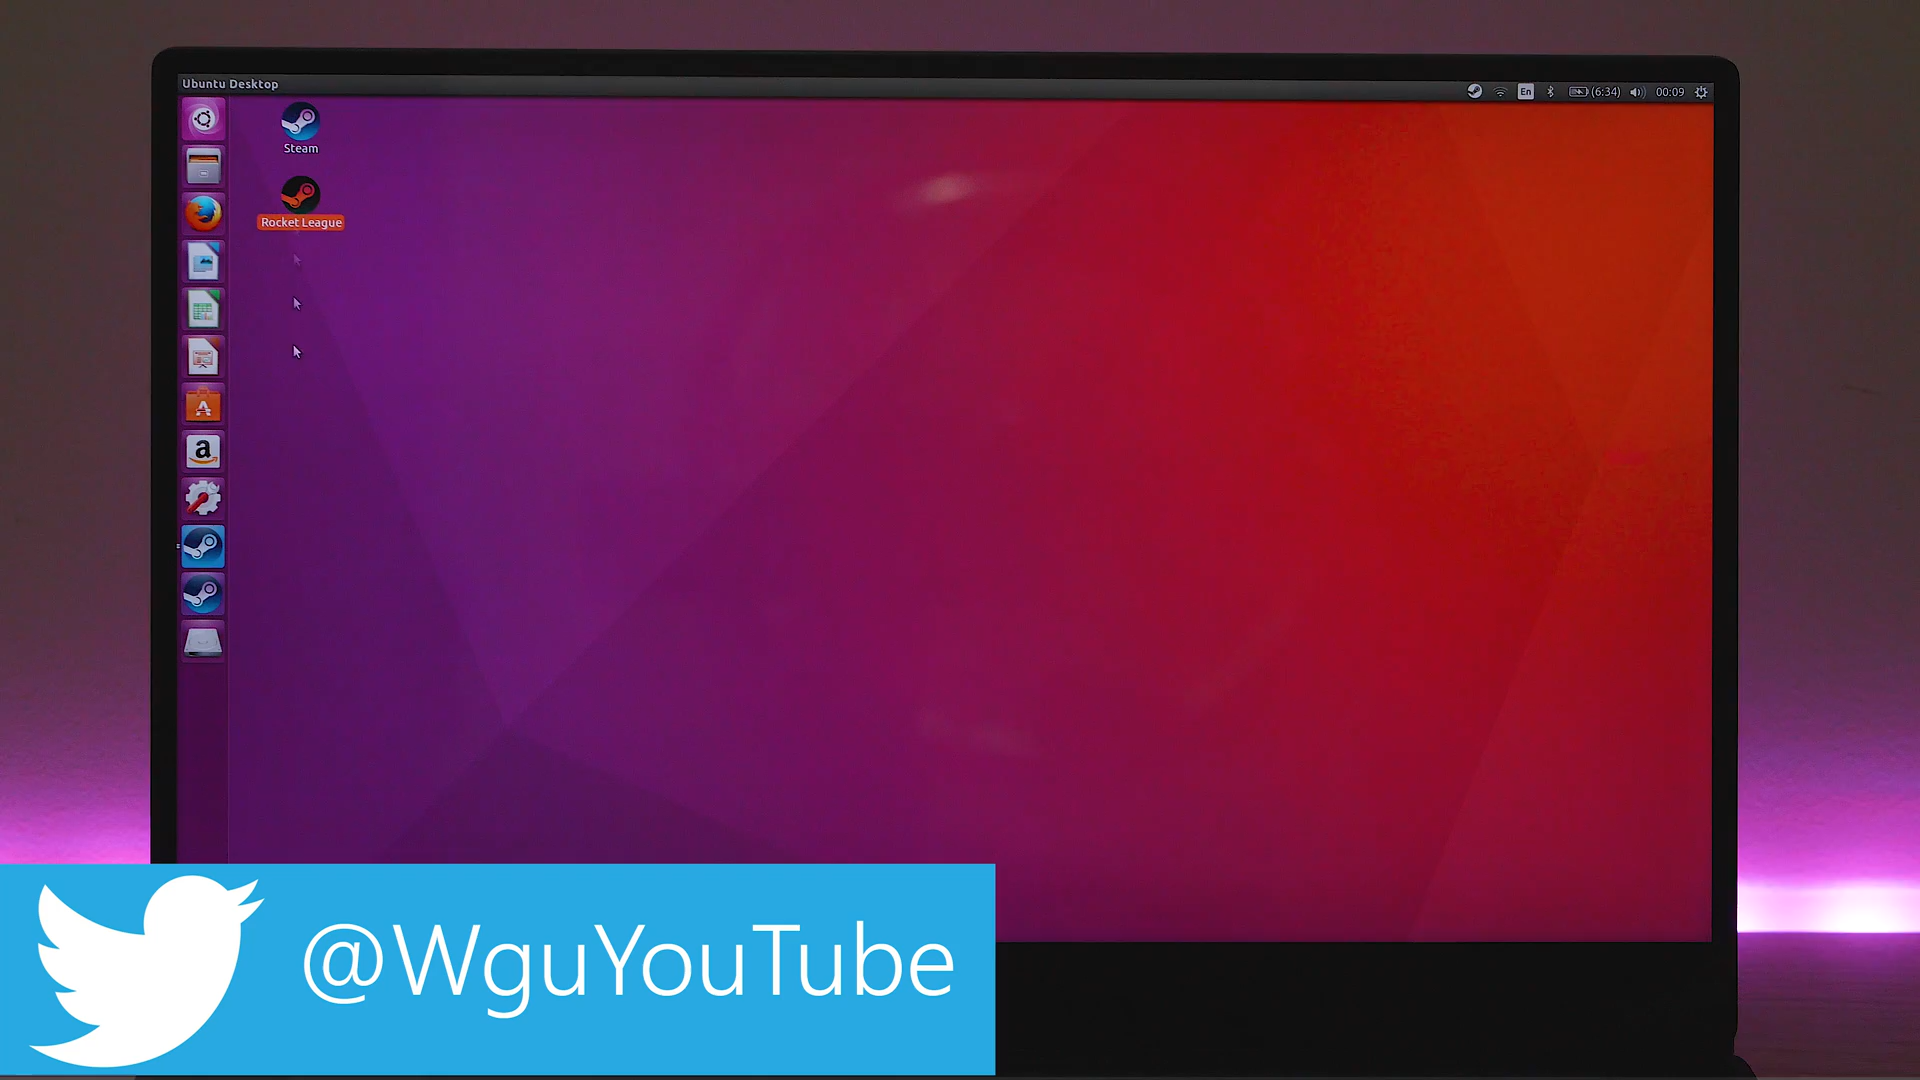 Ubuntu Desktop
En
(6:34)
00:09
Steam
Rocket League
A
a
@WguYouTube